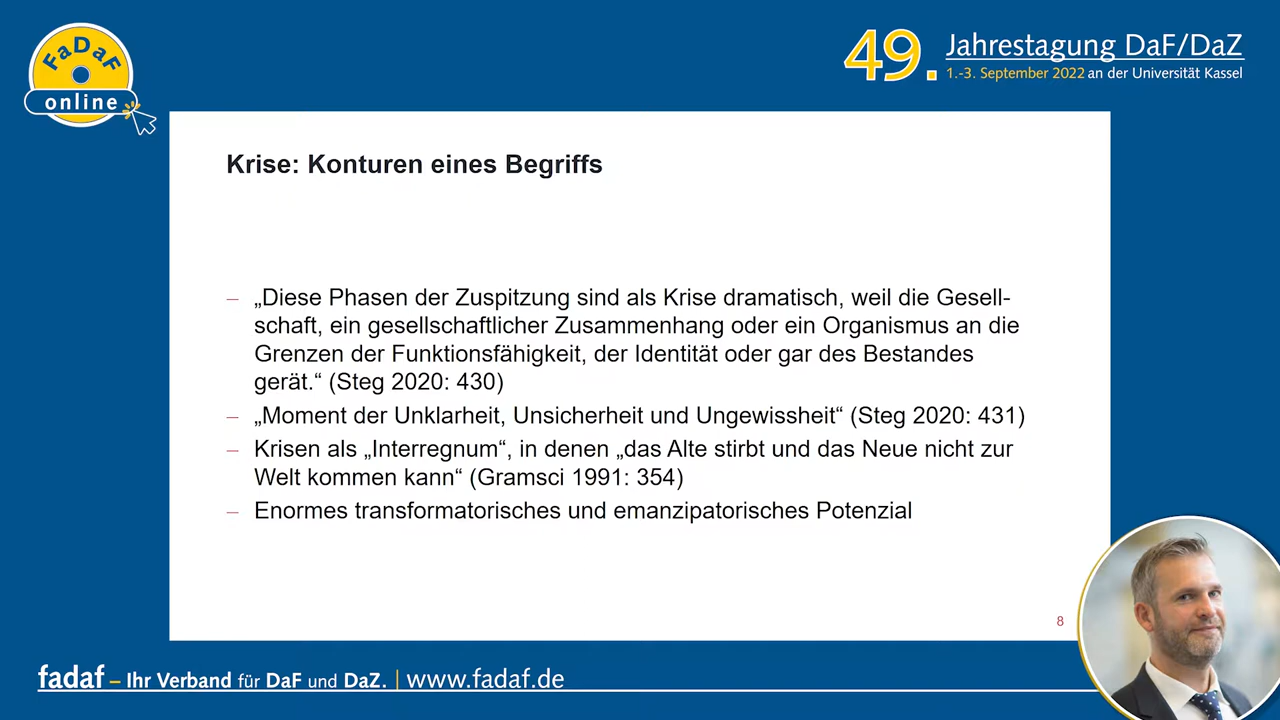 FaDaF
online
49. Jahrestagung DaF/DaZ
1.-3. September 2022 an der Universität Kassel
Krise: Konturen eines Begriffs
– „Diese Phasen der Zuspitzung sind als Krise dramatisch, weil die Gesell-
schaft, ein gesellschaftlicher Zusammenhang oder ein Organismus an die
Grenzen der Funktionsfähigkeit, der Identität oder gar des Bestandes
gerät.“ (Steg 2020: 430)
– „Moment der Unklarheit, Unsicherheit und Ungewissheit“ (Steg 2020: 431)
– Krisen als „Interregnum“, in denen „das Alte stirbt und das Neue nicht zur
Welt kommen kann“ (Gramsci 1991: 354)
– Enormes transformatorisches und emanzipatorisches Potenzial
8
fadaf – Ihr Verband für DaF und DaZ. | www.fadaf.de